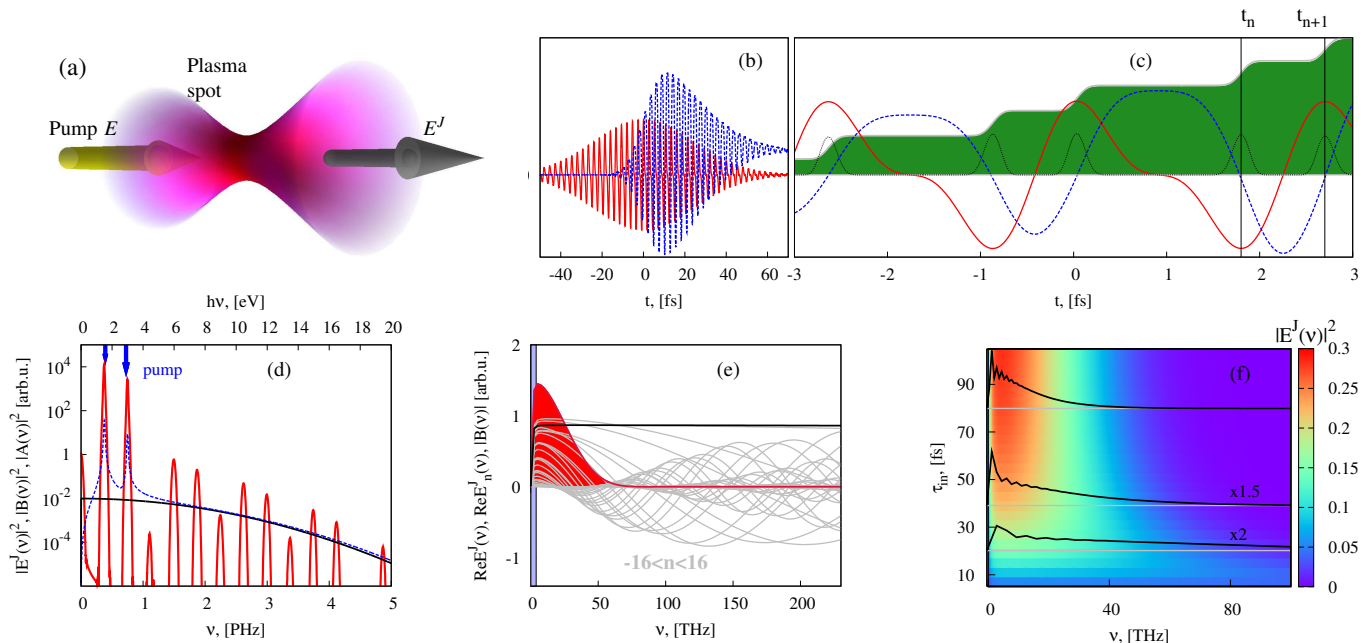 (a)
Plasma
spot
Pump E
E^J
(b)
-40 -20 0 20 40 60
t, [fs]
(c)
t_n
t_{n+1}
-3 -2 -1 0 1 2 3
t, [fs]
hν, [eV]
0 2 4 6 8 10 12 14 16 18 20
|E^J(ν)|^2, |B(ν)|^2, |A(ν)|^2 [arb.u.]
10^4
10^2
1
10^{-2}
10^{-4}
pump
(d)
0 1 2 3 4 5
ν, [PHz]
ReE^J(ν), ReE^J_n(ν), |B(ν)| [arb.u.]
2
1
0
-1
(e)
-16<n<16
0 50 100 150 200
ν, [THz]
|E^J(ν)|^2
τ_{in}, [fs]
90
70
50
30
10
(f)
x1.5
x2
0 40 80
ν, [THz]
0.3
0.25
0.2
0.15
0.1
0.05
0